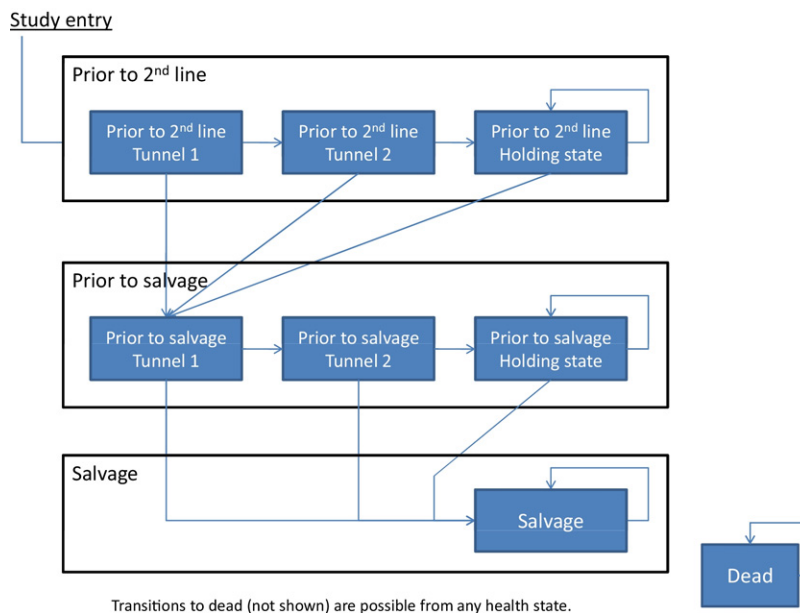 Study entry
Prior to 2nd line
Prior to 2nd line
Tunnel 1
Prior to 2nd line
Tunnel 2
Prior to 2nd line
Holding state
Prior to salvage
Prior to salvage
Tunnel 1
Prior to salvage
Tunnel 2
Prior to salvage
Holding state
Salvage
Salvage
Dead
Transitions to dead (not shown) are possible from any health state.